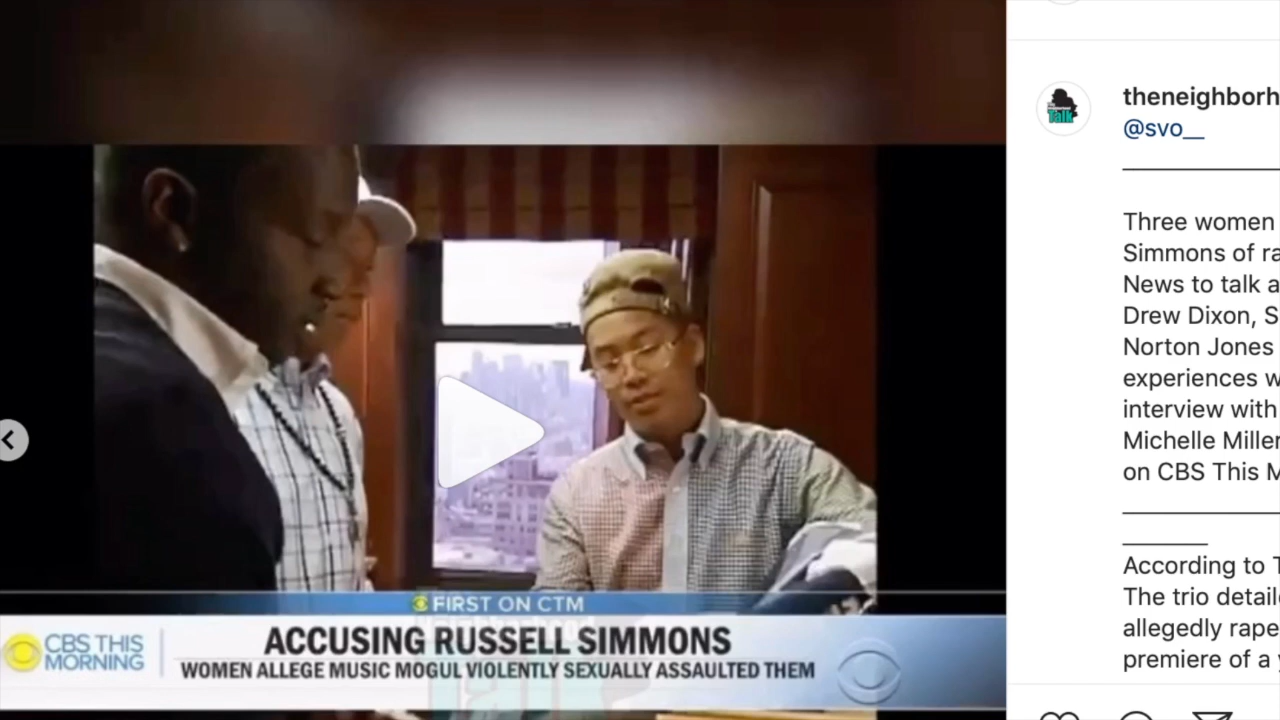 FIRST ON CTM
CBS THIS
MORNING
ACCUSING RUSSELL SIMMONS
WOMEN ALLEGE MUSIC MOGUL VIOLENTLY SEXUALLY ASSAULTED THEM
Talk
theneighborh
@svo__
Three women
Simmons of ra
News to talk a
Drew Dixon, S
Norton Jones
experiences w
interview with
Michelle Miller
on CBS This M
According to T
The trio detail
allegedly rape
premiere of a